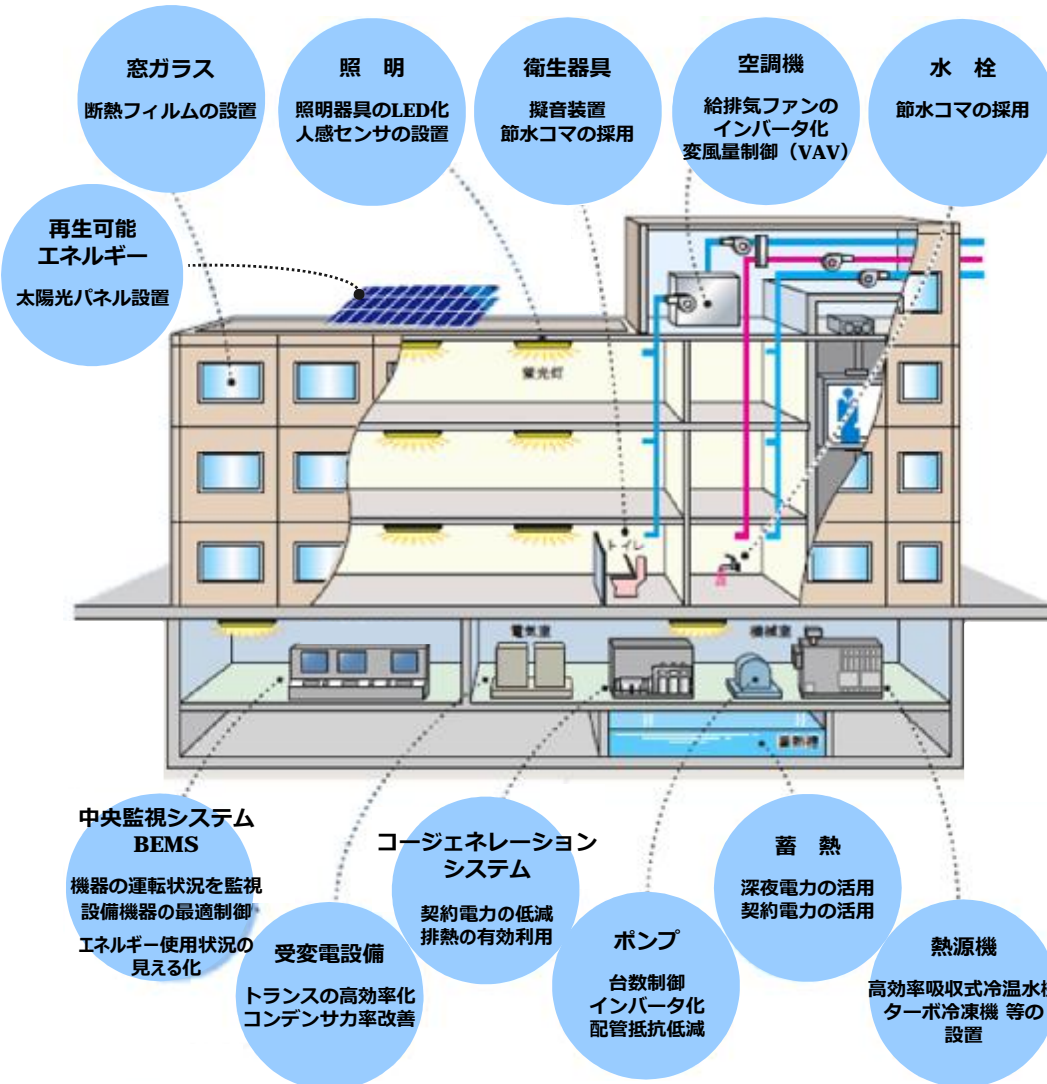 窓ガラス
断熱フィルムの設置
照　明
照明器具のLED化
人感センサの設置
衛生器具
擬音装置
節水コマの採用
空調機
給排気ファンの
インバータ化
変風量制御（VAV）
水　栓
節水コマの採用
再生可能
エネルギー
太陽光パネル設置
蛍光灯
トイレ
電気室
機械室
蓄熱槽
中央監視システム
BEMS
機器の運転状況を監視
設備機器の最適制御
エネルギー使用状況の
見える化
受変電設備
トランスの高効率化
コンデンサカ率改善
コージェネレーション
システム
契約電力の低減
排熱の有効利用
ポンプ
台数制御
インバータ化
配管抵抗低減
蓄　熱
深夜電力の活用
契約電力の活用
熱源機
高効率吸収式冷温水機
ターボ冷凍機 等の
設置